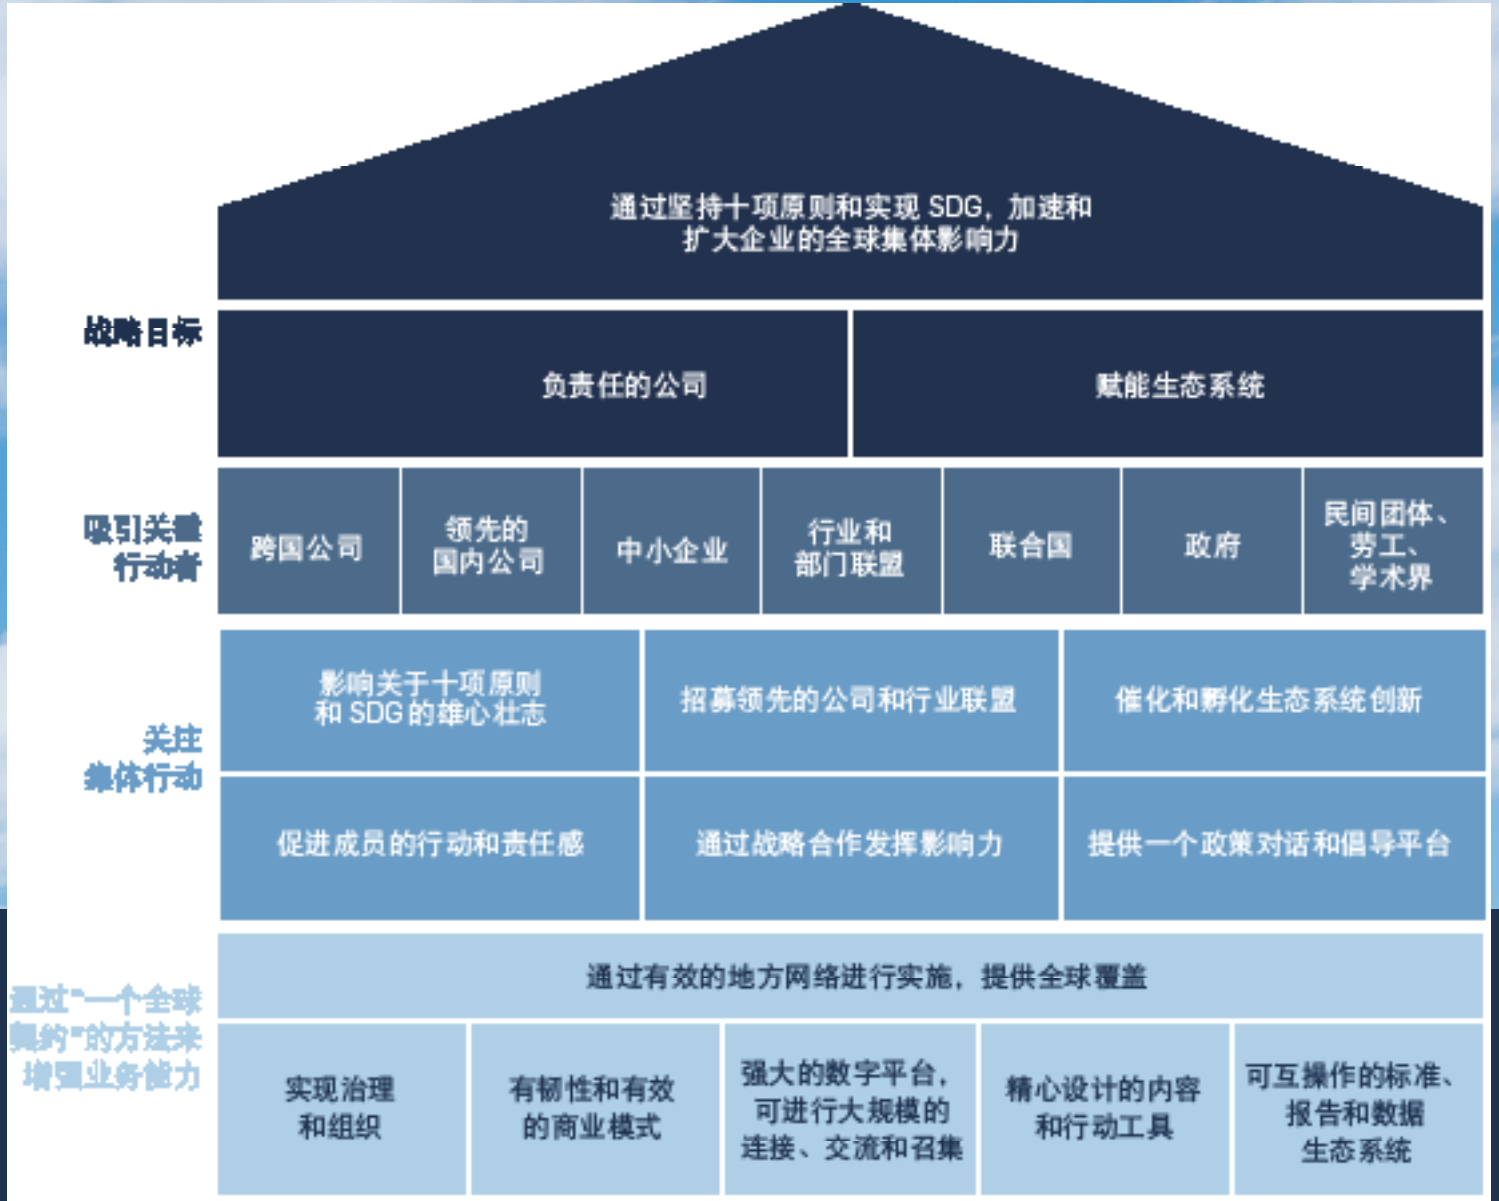 通过坚持十项原则和实现 SDG，加速和
扩大企业的全球集体影响力
战略目标
负责任的公司
赋能生态系统
吸引关键
行动者
跨国公司
领先的
国内公司
中小企业
行业和
部门联盟
联合国
政府
民间团体、
劳工、
学术界
关注
集体行动
影响关于十项原则
和 SDG 的雄心壮志
招募领先的公司和行业联盟
催化和孵化生态系统创新
促进成员的行动和责任感
通过战略合作发挥影响力
提供一个政策对话和倡导平台
通过“一个全球
契约”的方法来
增强业务能力
通过有效的地方网络进行实施，提供全球覆盖
实现治理
和组织
有韧性和有效
的商业模式
强大的数字平台，
可进行大规模的
连接、交流和召集
精心设计的内容
和行动工具
可互操作的标准、
报告和数据
生态系统